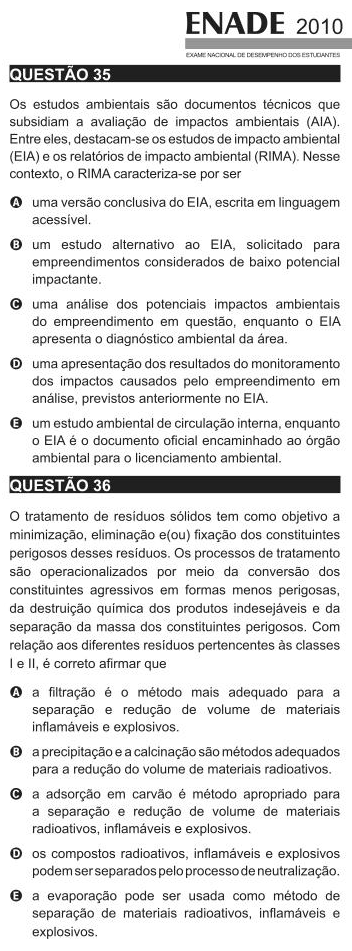 ENADE 2010
EXAME NACIONAL DE DESEMPENHO DOS ESTUDANTES
QUESTÃO 35
Os estudos ambientais são documentos técnicos que
subsidiam a avaliação de impactos ambientais (AIA).
Entre eles, destacam-se os estudos de impacto ambiental
(EIA) e os relatórios de impacto ambiental (RIMA). Nesse
contexto, o RIMA caracteriza-se por ser
A uma versão conclusiva do EIA, escrita em linguagem
acessível.
B um estudo alternativo ao EIA, solicitado para
empreendimentos considerados de baixo potencial
impactante.
C uma análise dos potenciais impactos ambientais
do empreendimento em questão, enquanto o EIA
apresenta o diagnóstico ambiental da área.
D uma apresentação dos resultados do monitoramento
dos impactos causados pelo empreendimento em
análise, previstos anteriormente no EIA.
E um estudo ambiental de circulação interna, enquanto
o EIA é o documento oficial encaminhado ao órgão
ambiental para o licenciamento ambiental.
QUESTÃO 36
O tratamento de resíduos sólidos tem como objetivo a
minimização, eliminação e(ou) fixação dos constituintes
perigosos desses resíduos. Os processos de tratamento
são operacionalizados por meio da conversão dos
constituintes agressivos em formas menos perigosas,
da destruição química dos produtos indesejáveis e da
separação da massa dos constituintes perigosos. Com
relação aos diferentes resíduos pertencentes às classes
I e II, é correto afirmar que
A a filtração é o método mais adequado para a
separação e redução de volume de materiais
inflamáveis e explosivos.
B a precipitação e a calcinação são métodos adequados
para a redução do volume de materiais radioativos.
C a adsorção em carvão é método apropriado para
a separação e redução de volume de materiais
radioativos, inflamáveis e explosivos.
D os compostos radioativos, inflamáveis e explosivos
podem ser separados pelo processo de neutralização.
E a evaporação pode ser usada como método de
separação de materiais radioativos, inflamáveis e
explosivos.